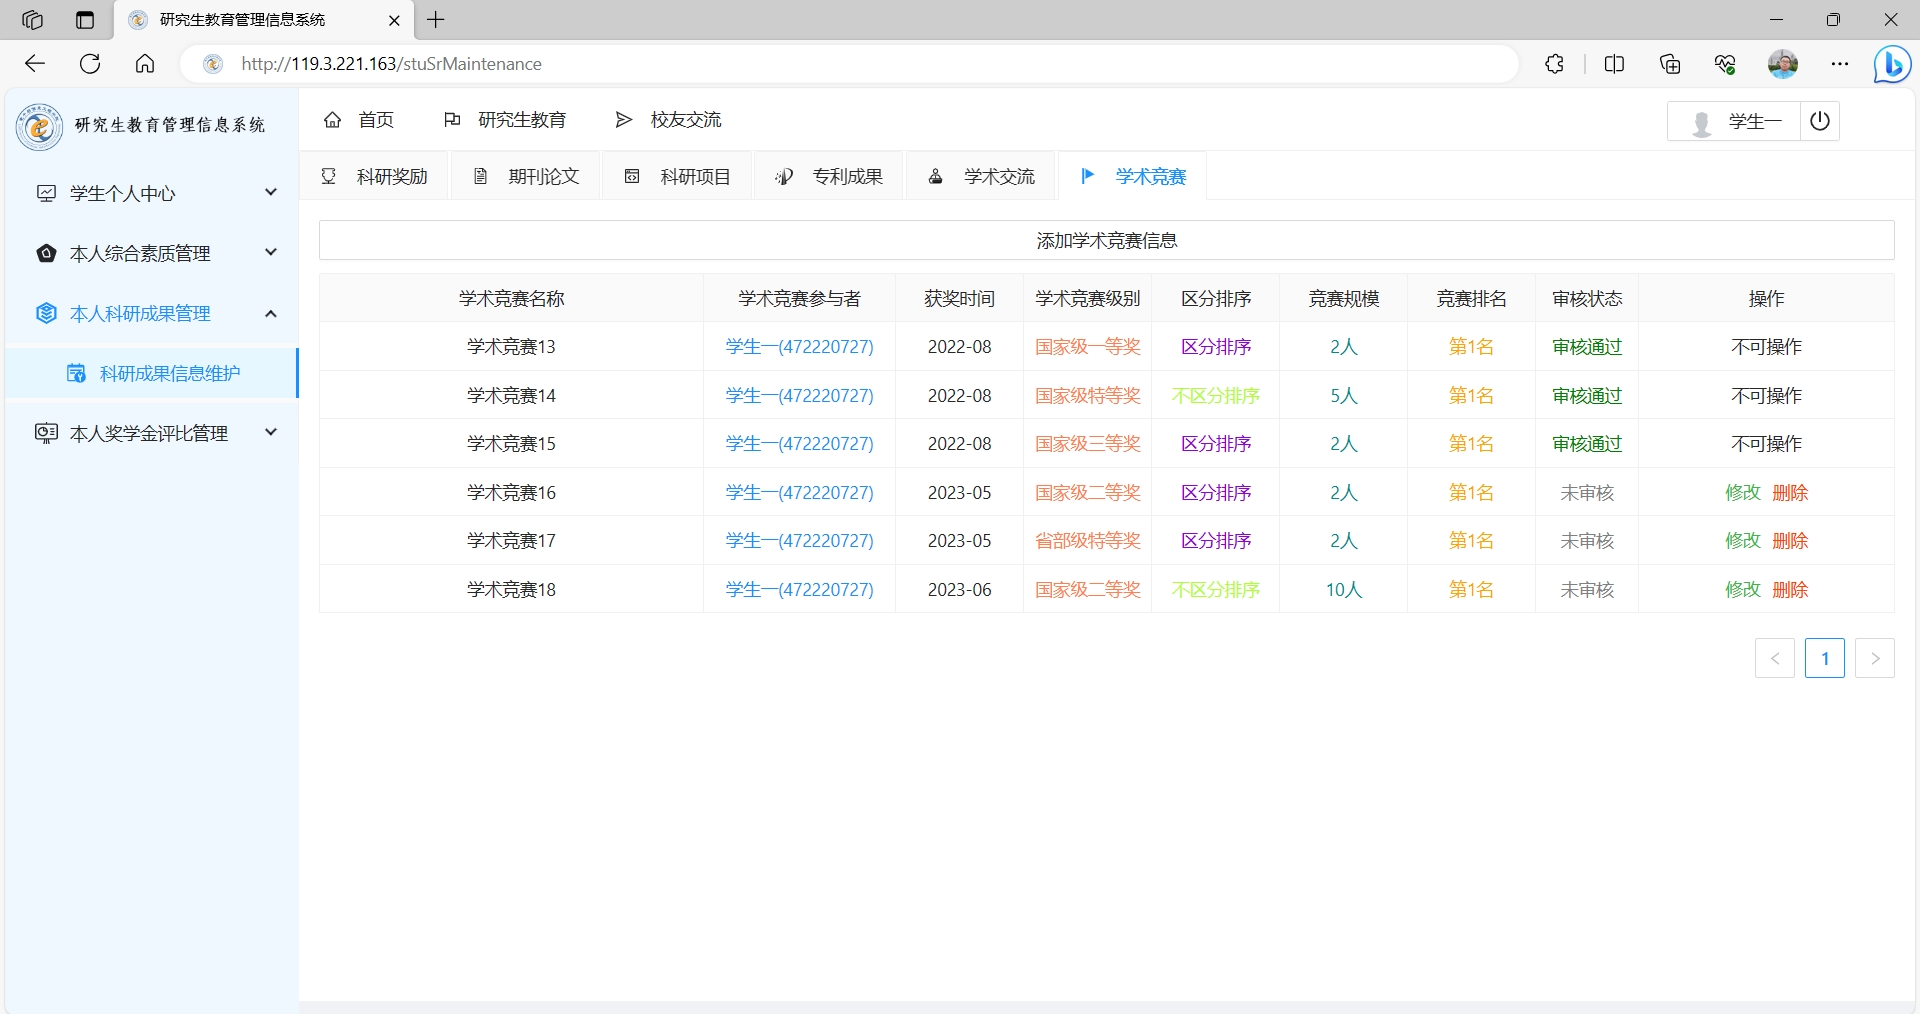 研究生教育管理信息系统
http://119.3.221.163/stuSrMaintenance
研究生教育管理信息系统
首页 研究生教育 校友交流 学生一
科研奖励 期刊论文 科研项目 专利成果 学术交流 学术竞赛
学生个人中心
本人综合素质管理
本人科研成果管理
科研成果信息维护
本人奖学金评比管理
添加学术竞赛信息
学术竞赛名称 学术竞赛参与者 获奖时间 学术竞赛级别 区分排序 竞赛规模 竞赛排名 审核状态 操作
学术竞赛13 学生一(472220727) 2022-08 国家级一等奖 区分排序 2人 第1名 审核通过 不可操作
学术竞赛14 学生一(472220727) 2022-08 国家级特等奖 不区分排序 5人 第1名 审核通过 不可操作
学术竞赛15 学生一(472220727) 2022-08 国家级三等奖 区分排序 2人 第1名 审核通过 不可操作
学术竞赛16 学生一(472220727) 2023-05 国家级二等奖 区分排序 2人 第1名 未审核 修改 删除
学术竞赛17 学生一(472220727) 2023-05 省部级特等奖 区分排序 2人 第1名 未审核 修改 删除
学术竞赛18 学生一(472220727) 2023-06 国家级二等奖 不区分排序 10人 第1名 未审核 修改 删除
< 1 >